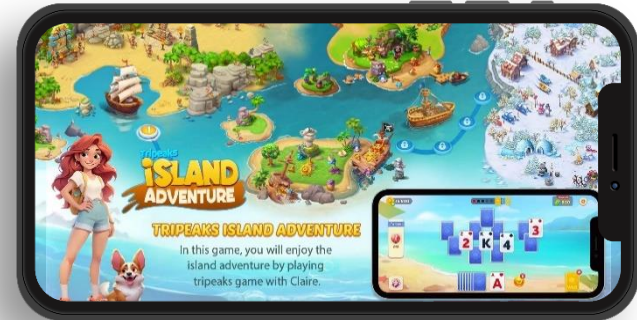 1
Tripeaks
ISLAND
ADVENTURE
TRIPEAKS ISLAND ADVENTURE
In this game, you will enjoy the
island adventure by playing
tripeaks game with Claire.
2 K 4 3
A